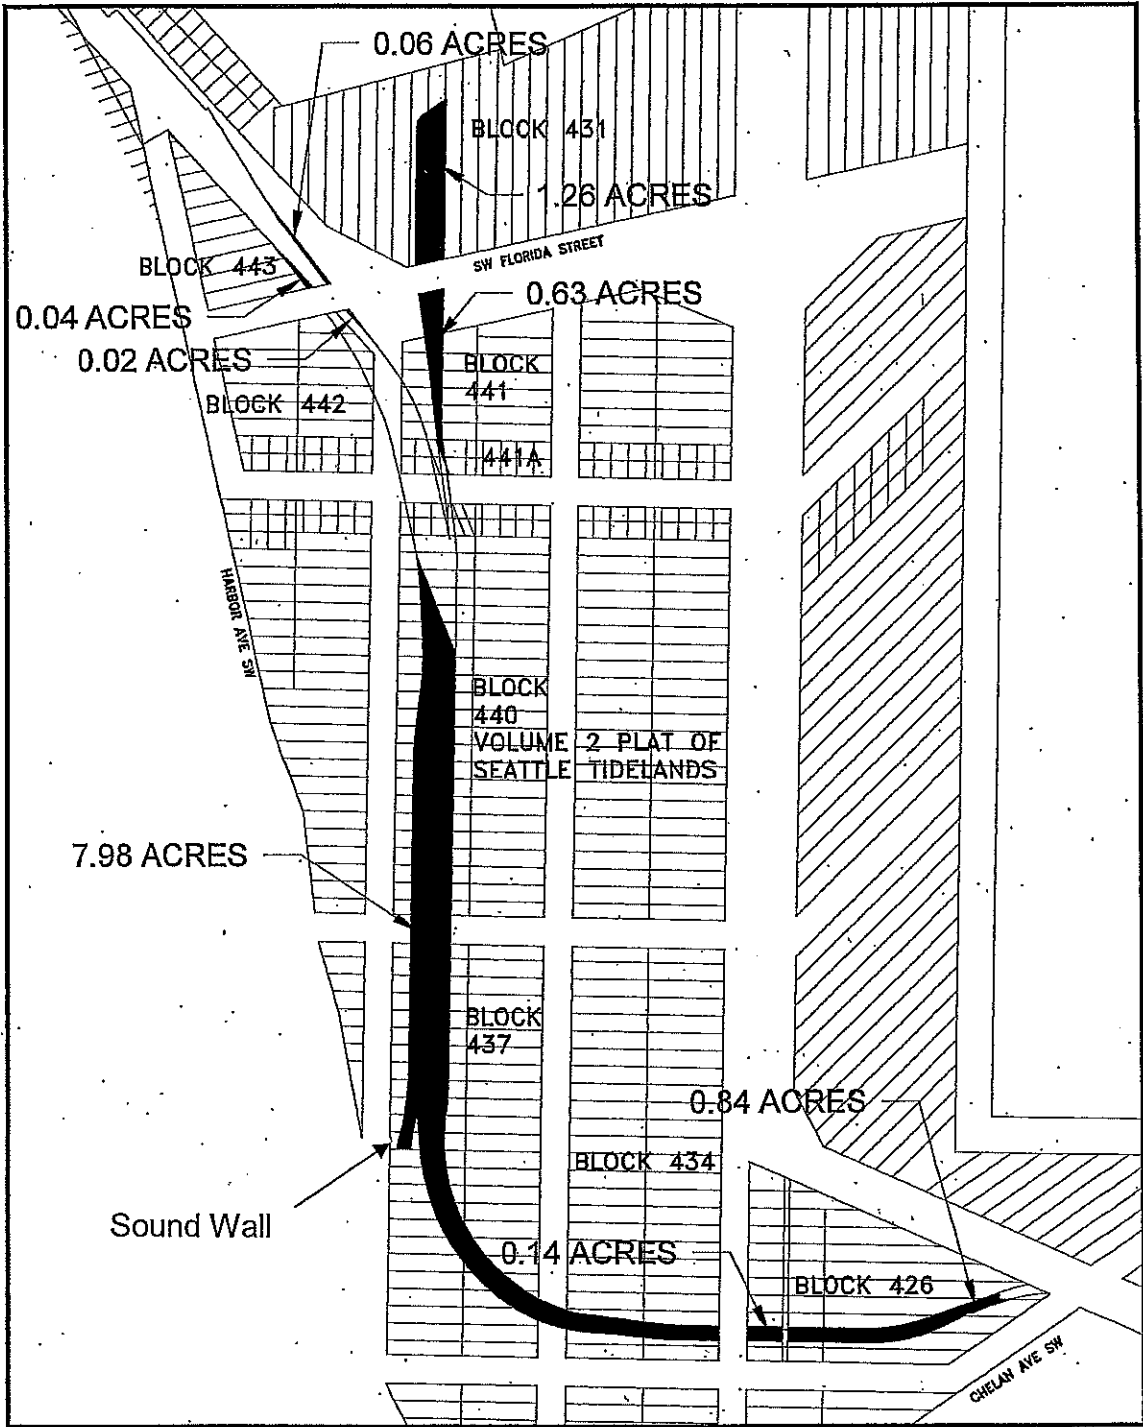 0.06 ACRES
BLOCK 431
1.26 ACRES
SW FLORIDA STREET
BLOCK 443
0.63 ACRES
0.04 ACRES
0.02 ACRES
BLOCK
441
BLOCK 442
441A
HARBOR AVE SW
BLOCK
440
VOLUME 2 PLAT OF
SEATTLE TIDELANDS
7.98 ACRES
BLOCK
437
0.84 ACRES
BLOCK 434
Sound Wall
0.14 ACRES
BLOCK 426
CHELAN AVE SW